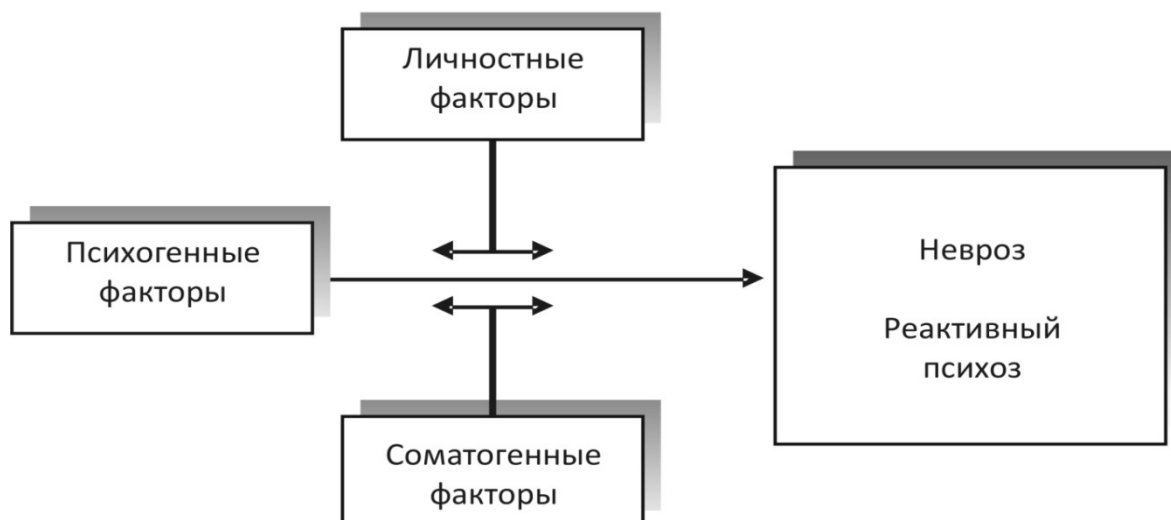 Личностные
факторы
Психогенные
факторы
Невроз
Реактивный
психоз
Соматогенные
факторы